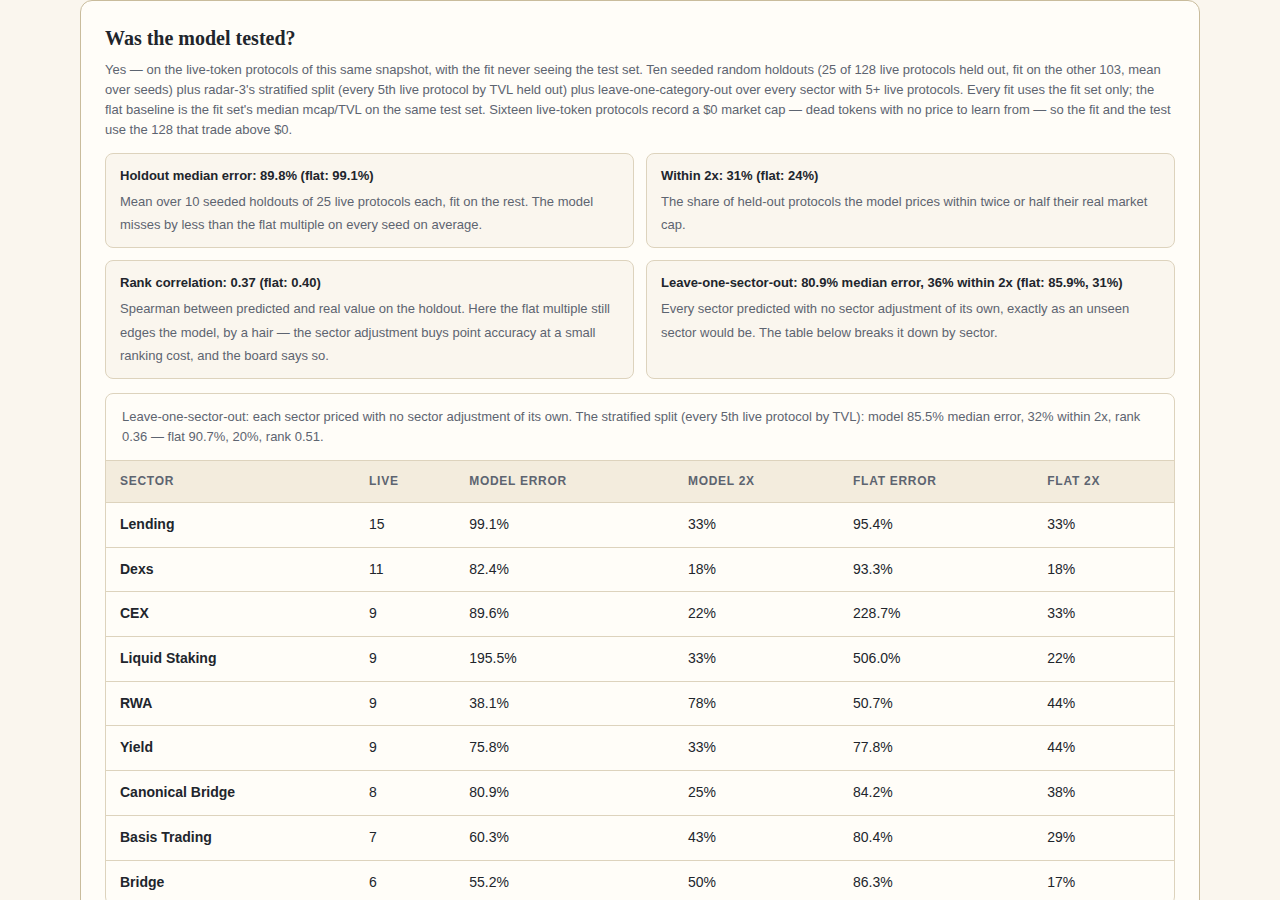 Was the model tested?
Yes — on the live-token protocols of this same snapshot, with the fit never seeing the test set. Ten seeded random holdouts (25 of 128 live protocols held out, fit on the other 103, mean
over seeds) plus radar-3's stratified split (every 5th live protocol by TVL held out) plus leave-one-category-out over every sector with 5+ live protocols. Every fit uses the fit set only; the
flat baseline is the fit set's median mcap/TVL on the same test set. Sixteen live-token protocols record a $0 market cap — dead tokens with no price to learn from — so the fit and the test
use the 128 that trade above $0.
Holdout median error: 89.8% (flat: 99.1%)
Mean over 10 seeded holdouts of 25 live protocols each, fit on the rest. The model
misses by less than the flat multiple on every seed on average.
Within 2x: 31% (flat: 24%)
The share of held-out protocols the model prices within twice or half their real market
cap.
Rank correlation: 0.37 (flat: 0.40)
Spearman between predicted and real value on the holdout. Here the flat multiple still
edges the model, by a hair — the sector adjustment buys point accuracy at a small
ranking cost, and the board says so.
Leave-one-sector-out: 80.9% median error, 36% within 2x (flat: 85.9%, 31%)
Every sector predicted with no sector adjustment of its own, exactly as an unseen
sector would be. The table below breaks it down by sector.
Leave-one-sector-out: each sector priced with no sector adjustment of its own. The stratified split (every 5th live protocol by TVL): model 85.5% median error, 32% within 2x, rank
0.36 — flat 90.7%, 20%, rank 0.51.
SECTOR LIVE MODEL ERROR MODEL 2X FLAT ERROR FLAT 2X
Lending 15 99.1% 33% 95.4% 33%
Dexs 11 82.4% 18% 93.3% 18%
CEX 9 89.6% 22% 228.7% 33%
Liquid Staking 9 195.5% 33% 506.0% 22%
RWA 9 38.1% 78% 50.7% 44%
Yield 9 75.8% 33% 77.8% 44%
Canonical Bridge 8 80.9% 25% 84.2% 38%
Basis Trading 7 60.3% 43% 80.4% 29%
Bridge 6 55.2% 50% 86.3% 17%